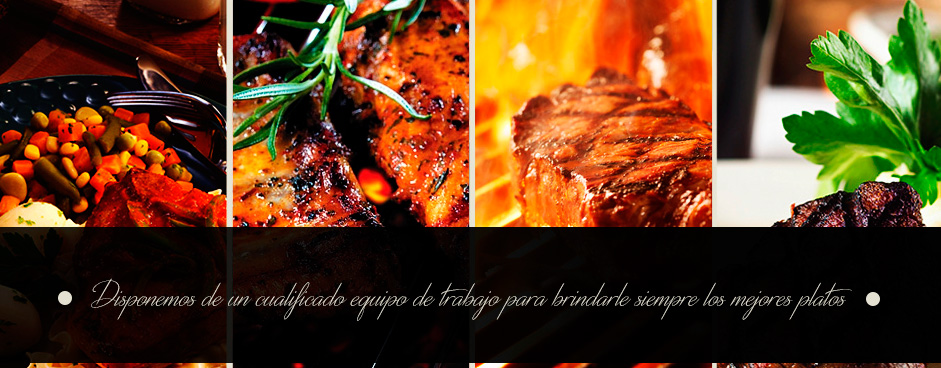 Disponemos de un cualificado equipo de trabajo para brindarle siempre los mejores platos